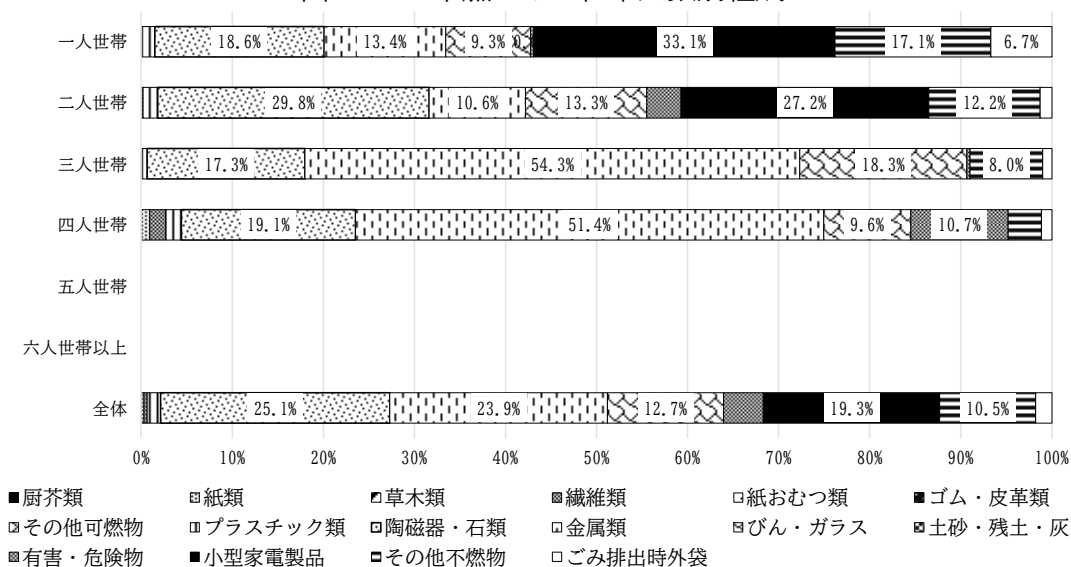 一人世帯 18.6% 13.4% 9.3% 33.1% 17.1% 6.7%
二人世帯 29.8% 10.6% 13.3% 27.2% 12.2%
三人世帯 17.3% 54.3% 18.3% 8.0%
四人世帯 19.1% 51.4% 9.6% 10.7%
五人世帯
六人世帯以上
全体 25.1% 23.9% 12.7% 19.3% 10.5%
0% 10% 20% 30% 40% 50% 60% 70% 80% 90% 100%
厨芥類 紙類 草木類 繊維類 紙おむつ類 ゴム・皮革類
その他可燃物 プラスチック類 陶磁器・石類 金属類 びん・ガラス 土砂・残土・灰
有害・危険物 小型家電製品 その他不燃物 ごみ排出時外袋